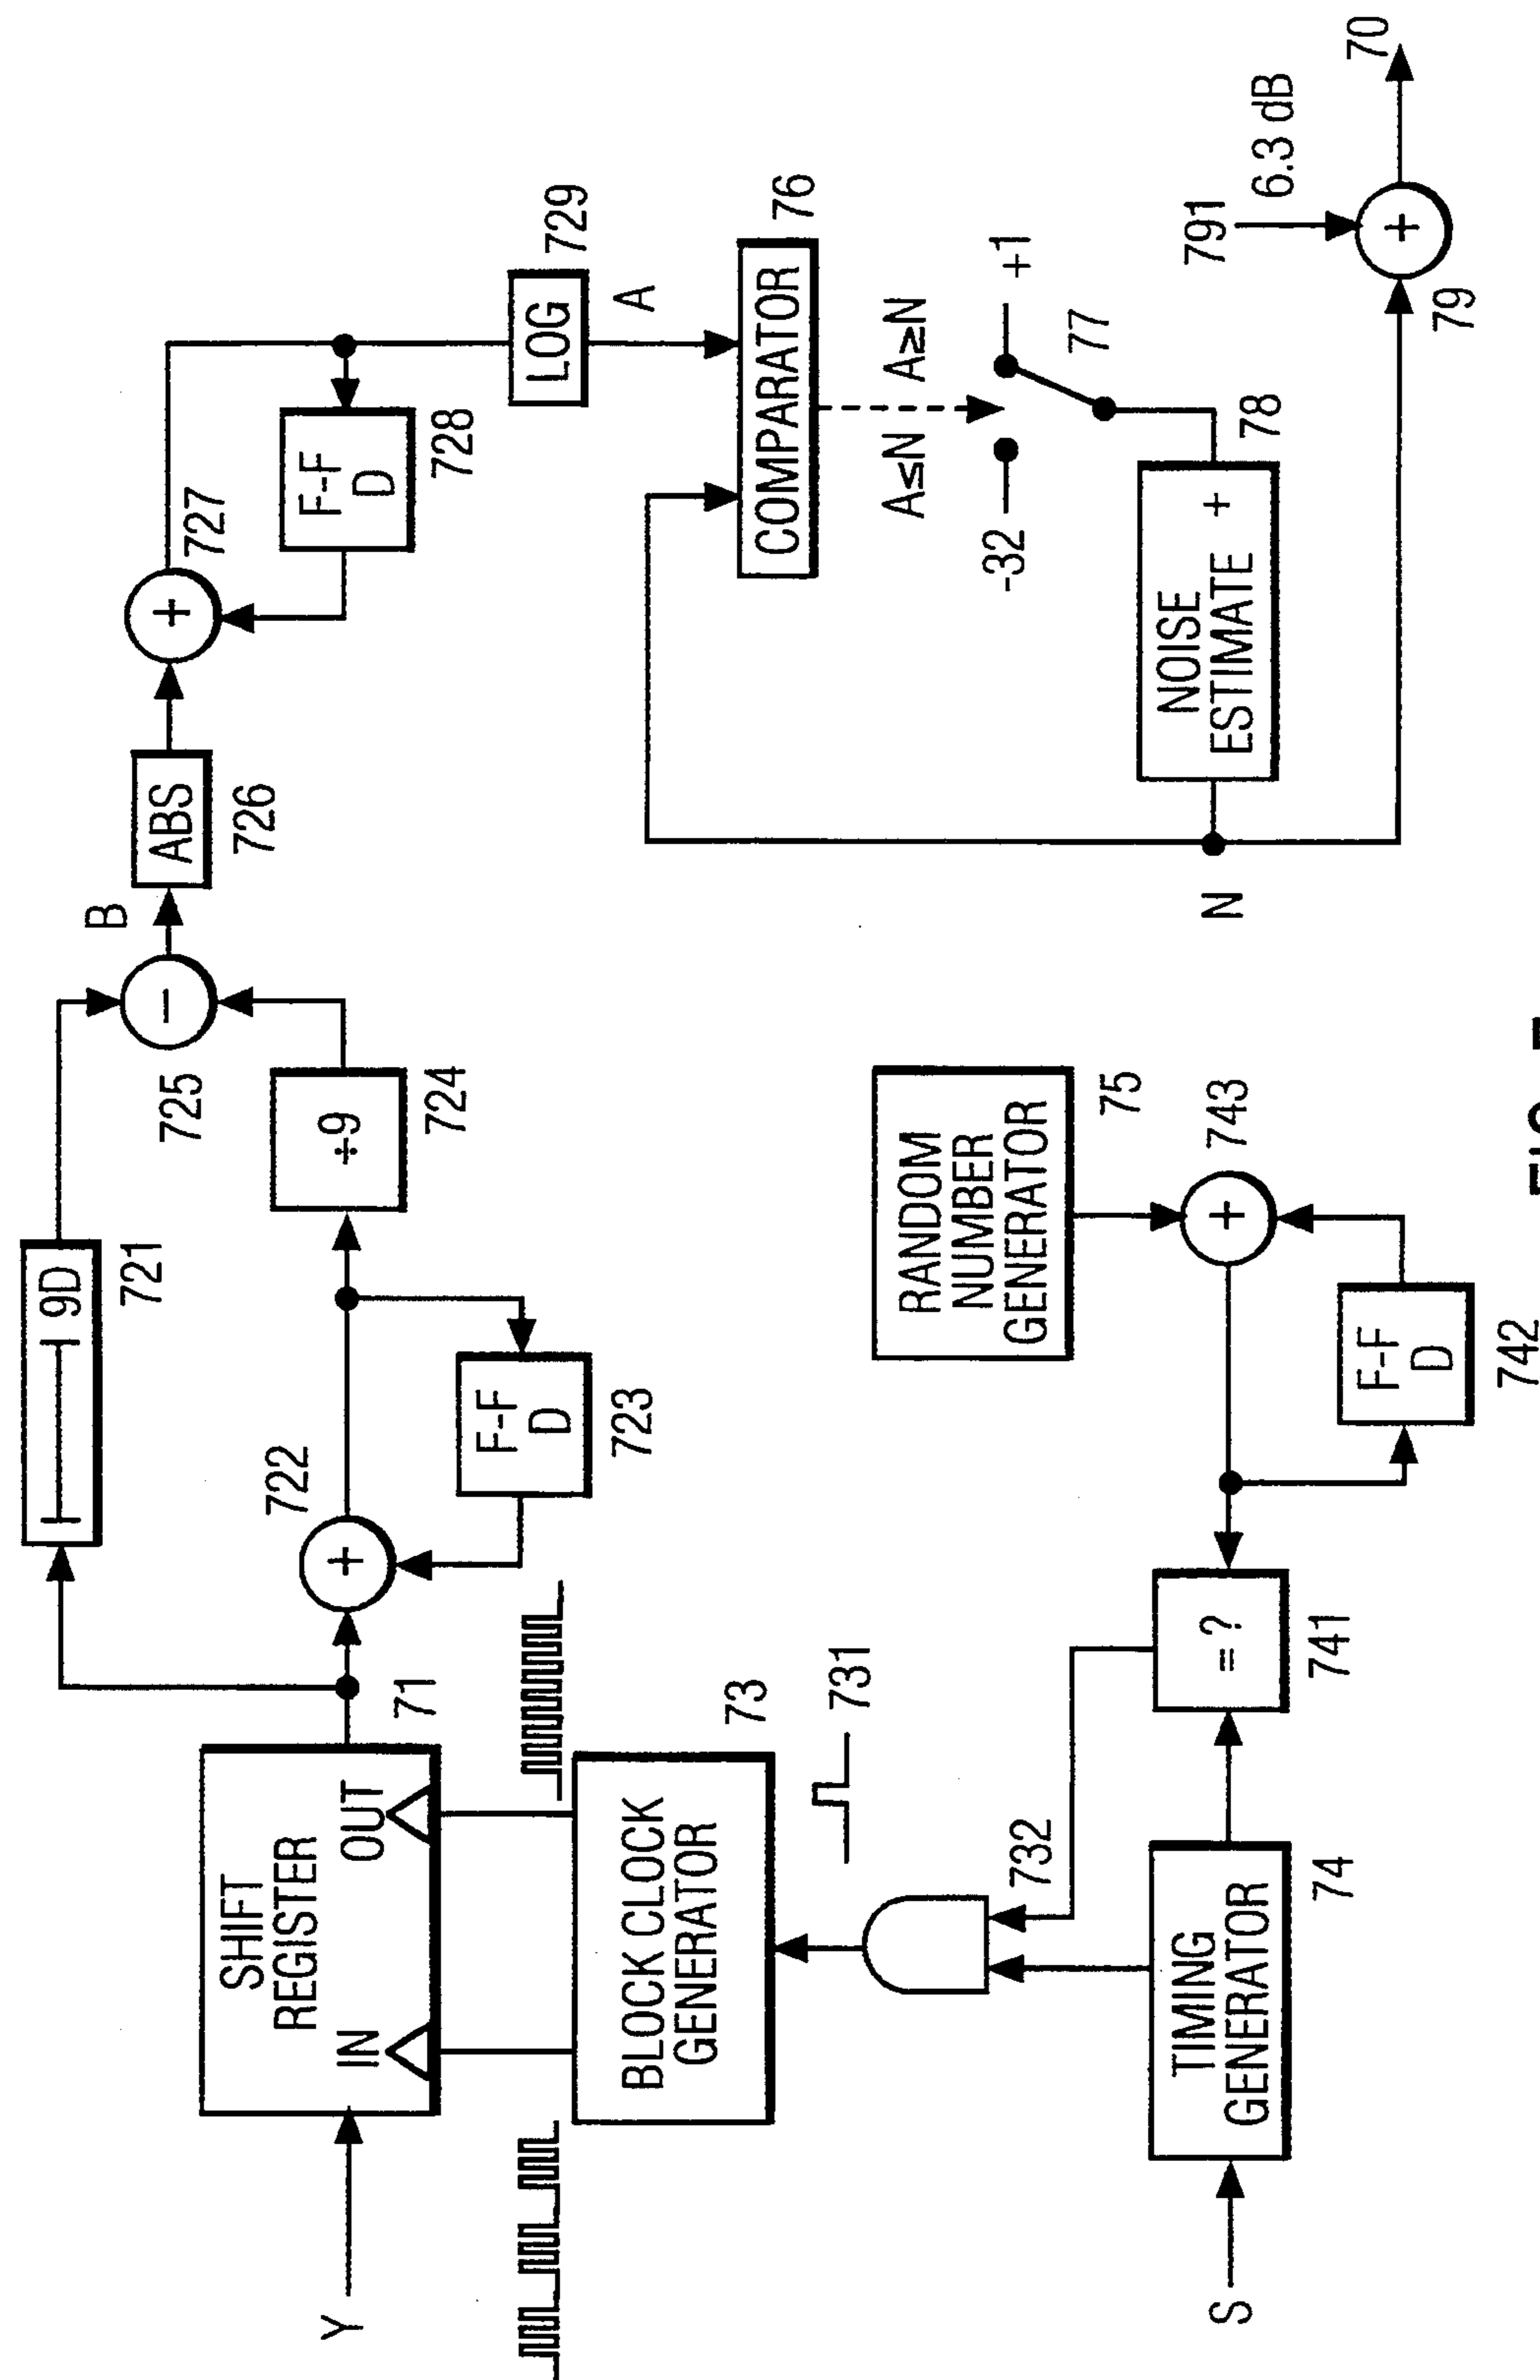 Y
S
SHIFT
REGISTER
IN
OUT
71
BLOCK CLOCK
GENERATOR
73
731
732
TIMING
GENERATOR
74
= ?
741
F-F
D
742
743
RANDOM
NUMBER
GENERATOR
75
9D
721
+
722
F-F
D
723
÷9
724
−
725
B
ABS
726
+
727
F-F
D
728
LOG
729
A
COMPARATOR
76
A≤N
A≥N
-32
+1
77
NOISE
ESTIMATE
+
78
N
+
79
791
6.3 dB
70
+